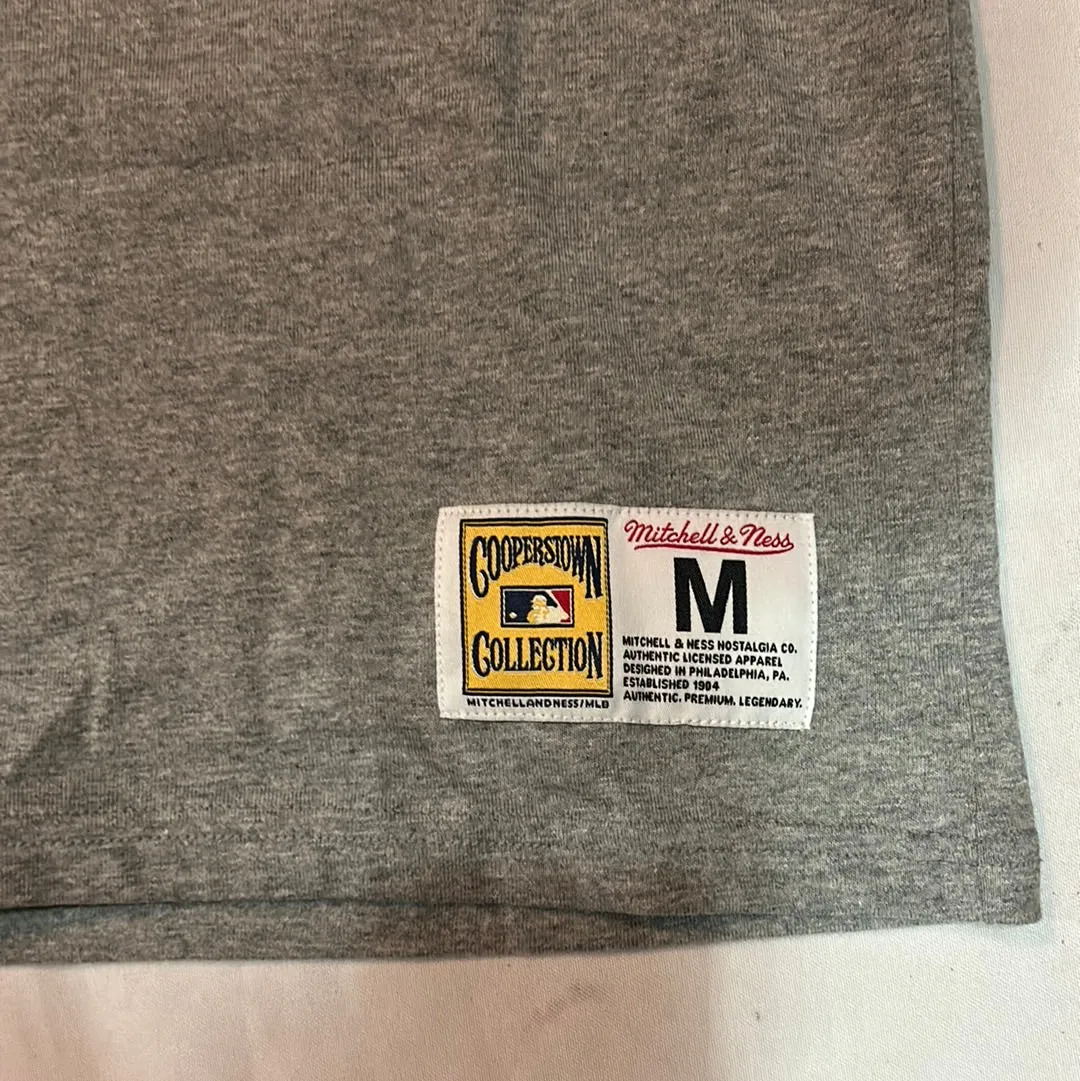 COOPERSTOWN
COLLECTION
MITCHELLANDNESS/MLB
Mitchell & Ness
M
MITCHELL & NESS NOSTALGIA CO.
AUTHENTIC LICENSED APPAREL
DESIGNED IN PHILADELPHIA, PA.
ESTABLISHED 1904
AUTHENTIC. PREMIUM. LEGENDARY.